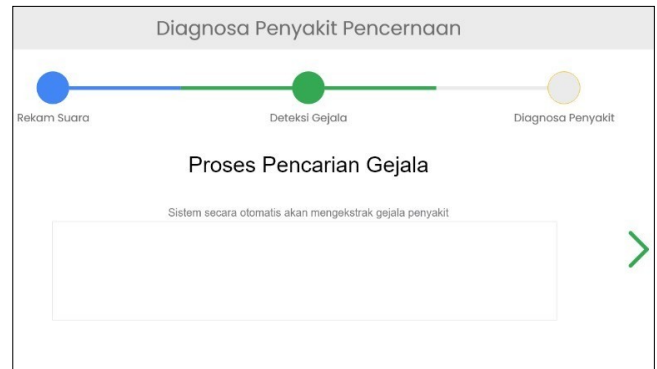 Diagnosa Penyakit Pencernaan
Rekam Suara
Deteksi Gejala
Diagnosa Penyakit
Proses Pencarian Gejala
Sistem secara otomatis akan mengekstrak gejala penyakit